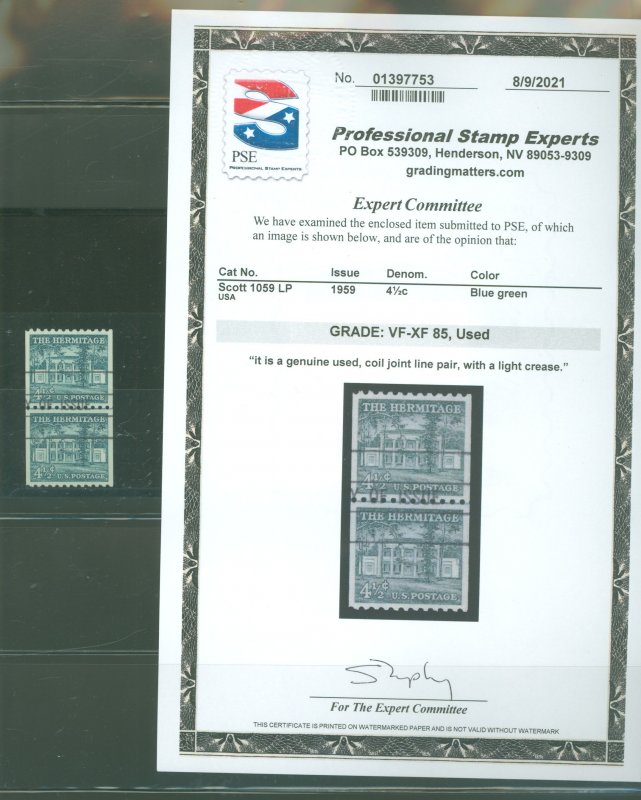 No. 01397753 8/9/2021
PSE
PROFESSIONAL STAMP EXPERTS
Professional Stamp Experts
PO Box 539309, Henderson, NV 89053-9309
gradingmatters.com
Expert Committee
We have examined the enclosed item submitted to PSE, of which
an image is shown below, and are of the opinion that:
Cat No. Issue Denom. Color
Scott 1059 LP 1959 4½c Blue green
USA
GRADE: VF-XF 85, Used
"it is a genuine used, coil joint line pair, with a light crease."
THE HERMITAGE
4½¢ U.S. POSTAGE
Y OF ISSUE
THE HERMITAGE
4½¢ U.S. POSTAGE
THE HERMITAGE
4½¢ U.S. POSTAGE
Y OF ISSUE
THE HERMITAGE
4½¢ U.S. POSTAGE
For The Expert Committee
THIS CERTIFICATE IS PRINTED ON WATERMARKED PAPER AND IS NOT VALID WITHOUT WATERMARK